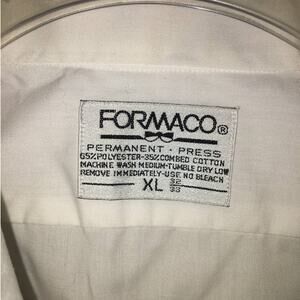 FORMACO®
PERMANENT · PRESS
65% POLYESTER-35% COMBED COTTON
MACHINE WASH MEDIUM-TUMBLE DRY LOW
REMOVE IMMEDIATELY-USE NO BLEACH
XL 32
33